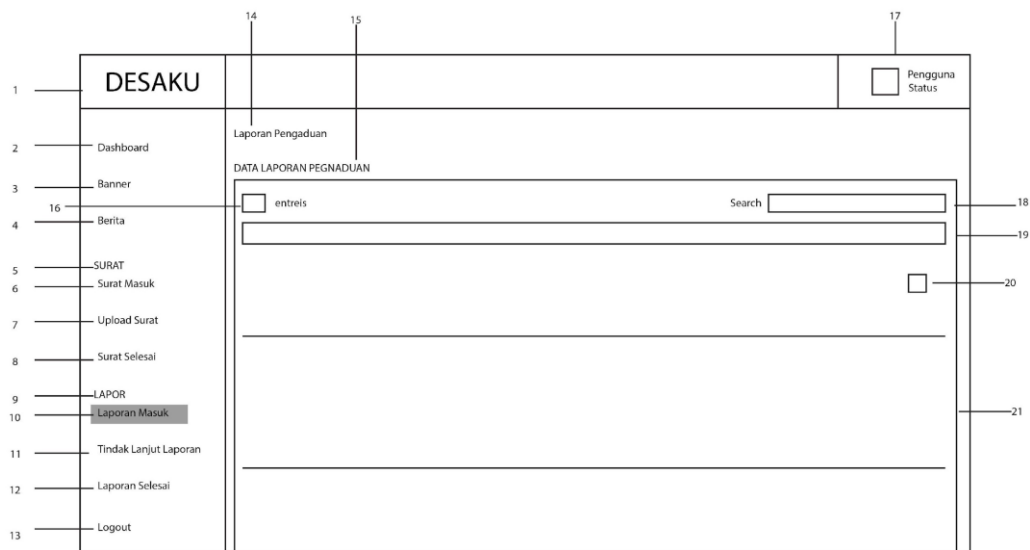 14
15
17
1
DESAKU
Pengguna
Status
2
Dashboard
Laporan Pengaduan
DATA LAPORAN PEGNADUAN
3
Banner
16
entreis
Search
18
4
Berita
19
5
SURAT
6
Surat Masuk
20
7
Upload Surat
8
Surat Selesai
9
LAPOR
10
Laporan Masuk
21
11
Tindak Lanjut Laporan
12
Laporan Selesai
13
Logout